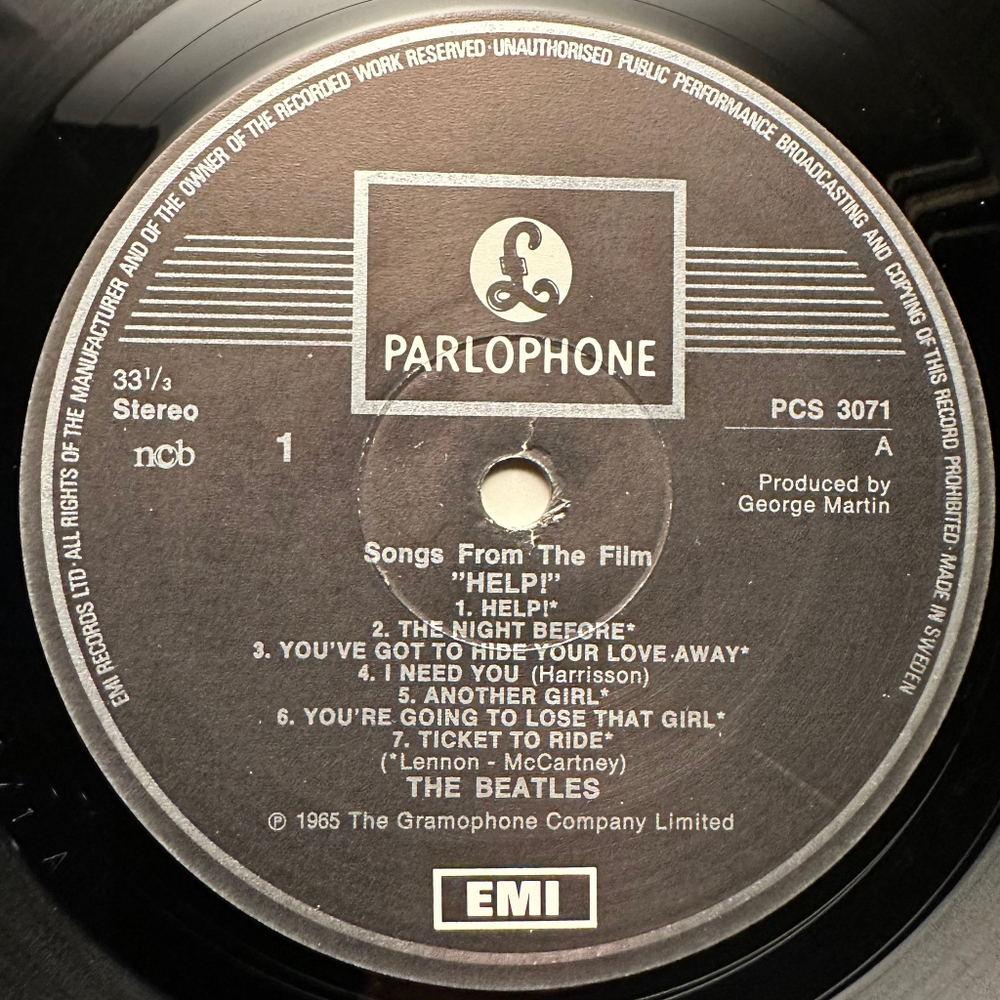 EMI RECORDS LTD · ALL RIGHTS OF THE MANUFACTURER AND OF THE OWNER OF THE RECORDED WORK RESERVED · UNAUTHORISED PUBLIC PERFORMANCE BROADCASTING AND COPYING OF THIS RECORD PROHIBITED · MADE IN SWEDEN
£
PARLOPHONE
33 1/3
Stereo
ncb
1
PCS 3071
A
Produced by
George Martin
Songs From The Film
"HELP!"
1. HELP!*
2. THE NIGHT BEFORE*
3. YOU'VE GOT TO HIDE YOUR LOVE AWAY*
4. I NEED YOU (Harrisson)
5. ANOTHER GIRL*
6. YOU'RE GOING TO LOSE THAT GIRL*
7. TICKET TO RIDE*
(*Lennon - McCartney)
THE BEATLES
℗ 1965 The Gramophone Company Limited
EMI